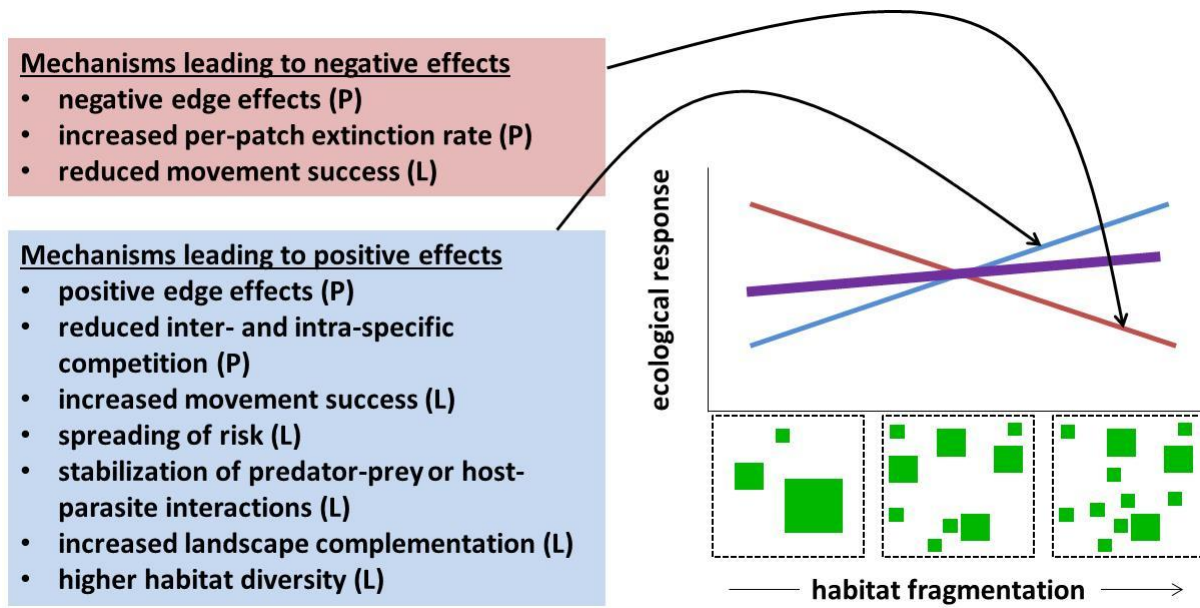 Mechanisms leading to negative effects
• negative edge effects (P)
• increased per-patch extinction rate (P)
• reduced movement success (L)
Mechanisms leading to positive effects
• positive edge effects (P)
• reduced inter- and intra-specific
competition (P)
• increased movement success (L)
• spreading of risk (L)
• stabilization of predator-prey or host-
parasite interactions (L)
• increased landscape complementation (L)
• higher habitat diversity (L)
ecological response
habitat fragmentation